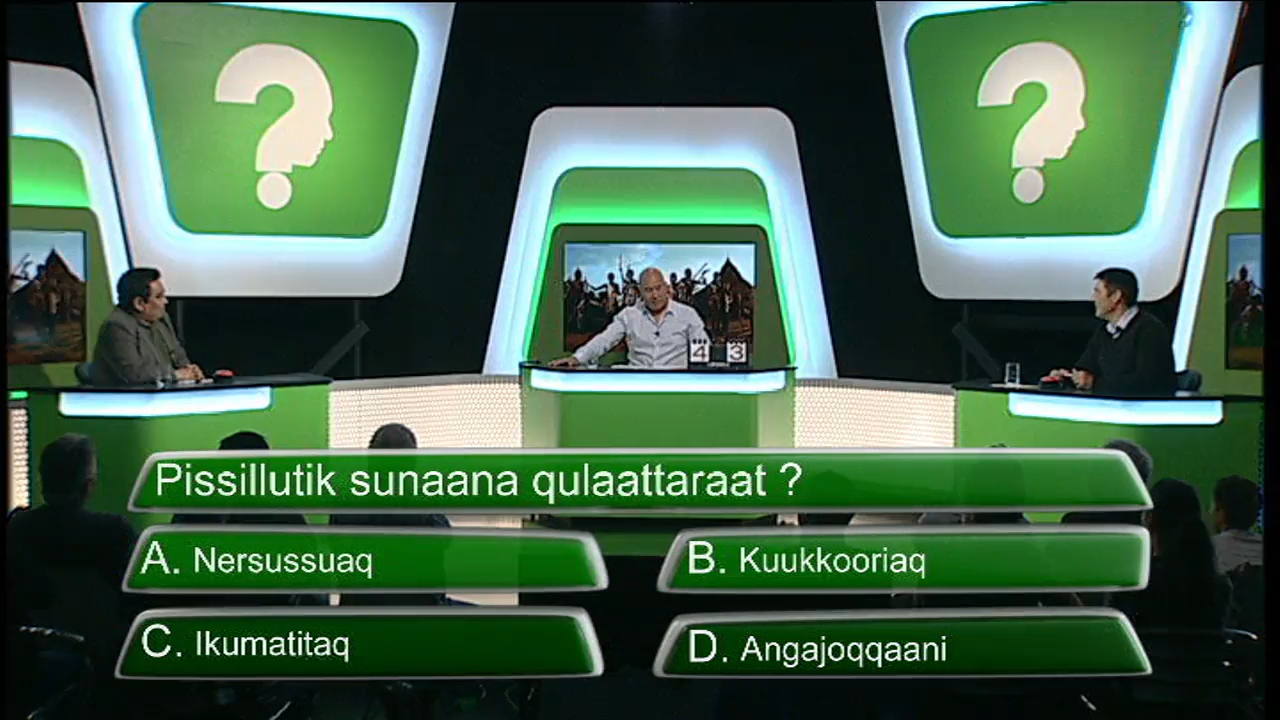 4 3
Pissillutik sunaana qulaattaraat ?
A. Nersussuaq
B. Kuukkooriaq
C. Ikumatitaq
D. Angajoqqaani